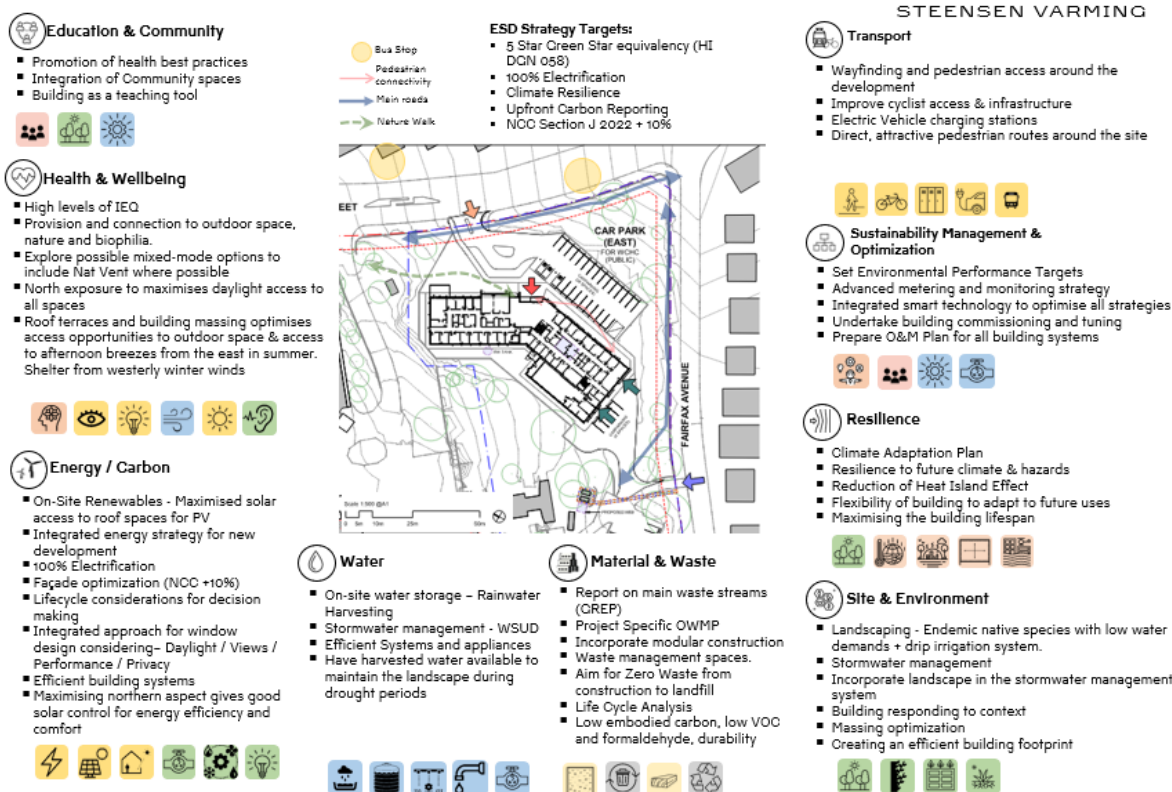 STEENSEN VARMING
Education & Community
Promotion of health best practices
Integration of Community spaces
Building as a teaching tool
Health & Wellbeing
High levels of IEQ
Provision and connection to outdoor space,
nature and biophilia.
Explore possible mixed-mode options to
include Nat Vent where possible
North exposure to maximises daylight access to
all spaces
Roof terraces and building massing optimises
access opportunities to outdoor space & access
to afternoon breezes from the east in summer.
Shelter from westerly winter winds
Energy / Carbon
On-Site Renewables - Maximised solar
access to roof spaces for PV
Integrated energy strategy for new
development
100% Electrification
Façade optimization (NCC +10%)
Lifecycle considerations for decision
making
Integrated approach for window
design considering– Daylight / Views /
Performance / Privacy
Efficient building systems
Maximising northern aspect gives good
solar control for energy efficiency and
comfort
Bus Stop
Pedestrian
connectivity
Main roads
Nature Walk
ESD Strategy Targets:
5 Star Green Star equivalency (HI
DGN 058)
100% Electrification
Climate Resilience
Upfront Carbon Reporting
NCC Section J 2022 + 10%
EET
CAR PARK
(EAST)
FOR WCHC
(PUBLIC)
FAIRFAX AVENUE
Scale 1:500 @A1
0 5m 10m 25m 50m
Water
On-site water storage – Rainwater
Harvesting
Stormwater management - WSUD
Efficient Systems and appliances
Have harvested water available to
maintain the landscape during
drought periods
Material & Waste
Report on main waste streams
(GREP)
Project Specific OWMP
Incorporate modular construction
Waste management spaces.
Aim for Zero Waste from
construction to landfill
Life Cycle Analysis
Low embodied carbon, low VOC
and formaldehyde, durability
Transport
Wayfinding and pedestrian access around the
development
Improve cyclist access & infrastructure
Electric Vehicle charging stations
Direct, attractive pedestrian routes around the site
Sustainability Management &
Optimization
Set Environmental Performance Targets
Advanced metering and monitoring strategy
Integrated smart technology to optimise all strategies
Undertake building commissioning and tuning
Prepare O&M Plan for all building systems
Resilience
Climate Adaptation Plan
Resilience to future climate & hazards
Reduction of Heat Island Effect
Flexibility of building to adapt to future uses
Maximising the building lifespan
Site & Environment
Landscaping - Endemic native species with low water
demands + drip irrigation system.
Stormwater management
Incorporate landscape in the stormwater management
system
Building responding to context
Massing optimization
Creating an efficient building footprint